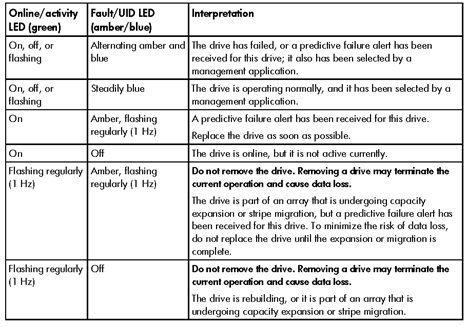 Online/activity LED (green) Fault/UID LED (amber/blue) Interpretation
On, off, or flashing
Alternating amber and blue
The drive has failed, or a predictive failure alert has been
received for this drive; it also has been selected by a
management application.
On, off, or flashing
Steadily blue
The drive is operating normally, and it has been selected by a
management application.
On
Amber, flashing regularly (1 Hz)
A predictive failure alert has been received for this drive.
Replace the drive as soon as possible.
On
Off
The drive is online, but it is not active currently.
Flashing regularly (1 Hz)
Amber, flashing regularly (1 Hz)
Do not remove the drive. Removing a drive may terminate the
current operation and cause data loss.
The drive is part of an array that is undergoing capacity
expansion or stripe migration, but a predictive failure alert has
been received for this drive. To minimize the risk of data loss,
do not replace the drive until the expansion or migration is
complete.
Flashing regularly (1 Hz)
Off
Do not remove the drive. Removing a drive may terminate the
current operation and cause data loss.
The drive is rebuilding, or it is part of an array that is
undergoing capacity expansion or stripe migration.